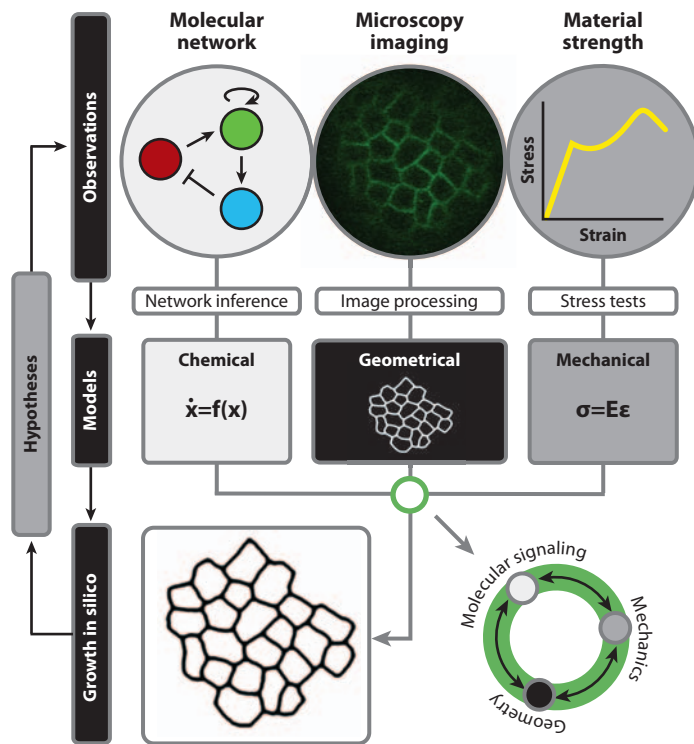 Molecular
network
Microscopy
imaging
Material
strength
Observations
Stress
Strain
Network inference
Image processing
Stress tests
Hypotheses
Models
Chemical
ẋ=f(x)
Geometrical
Mechanical
σ=Eε
Growth in silico
Molecular signaling
Mechanics
Geometry